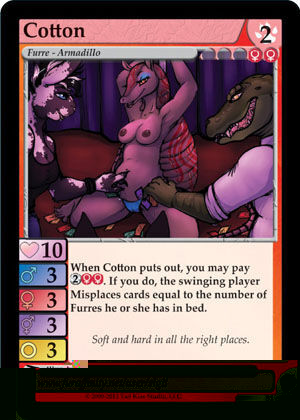 Cotton
2
Furre - Armadillo
10
3
3
3
3
When Cotton puts out, you may pay
2. If you do, the swinging player
Misplaces cards equal to the number of
Furres he or she has in bed.
Soft and hard in all the right places.